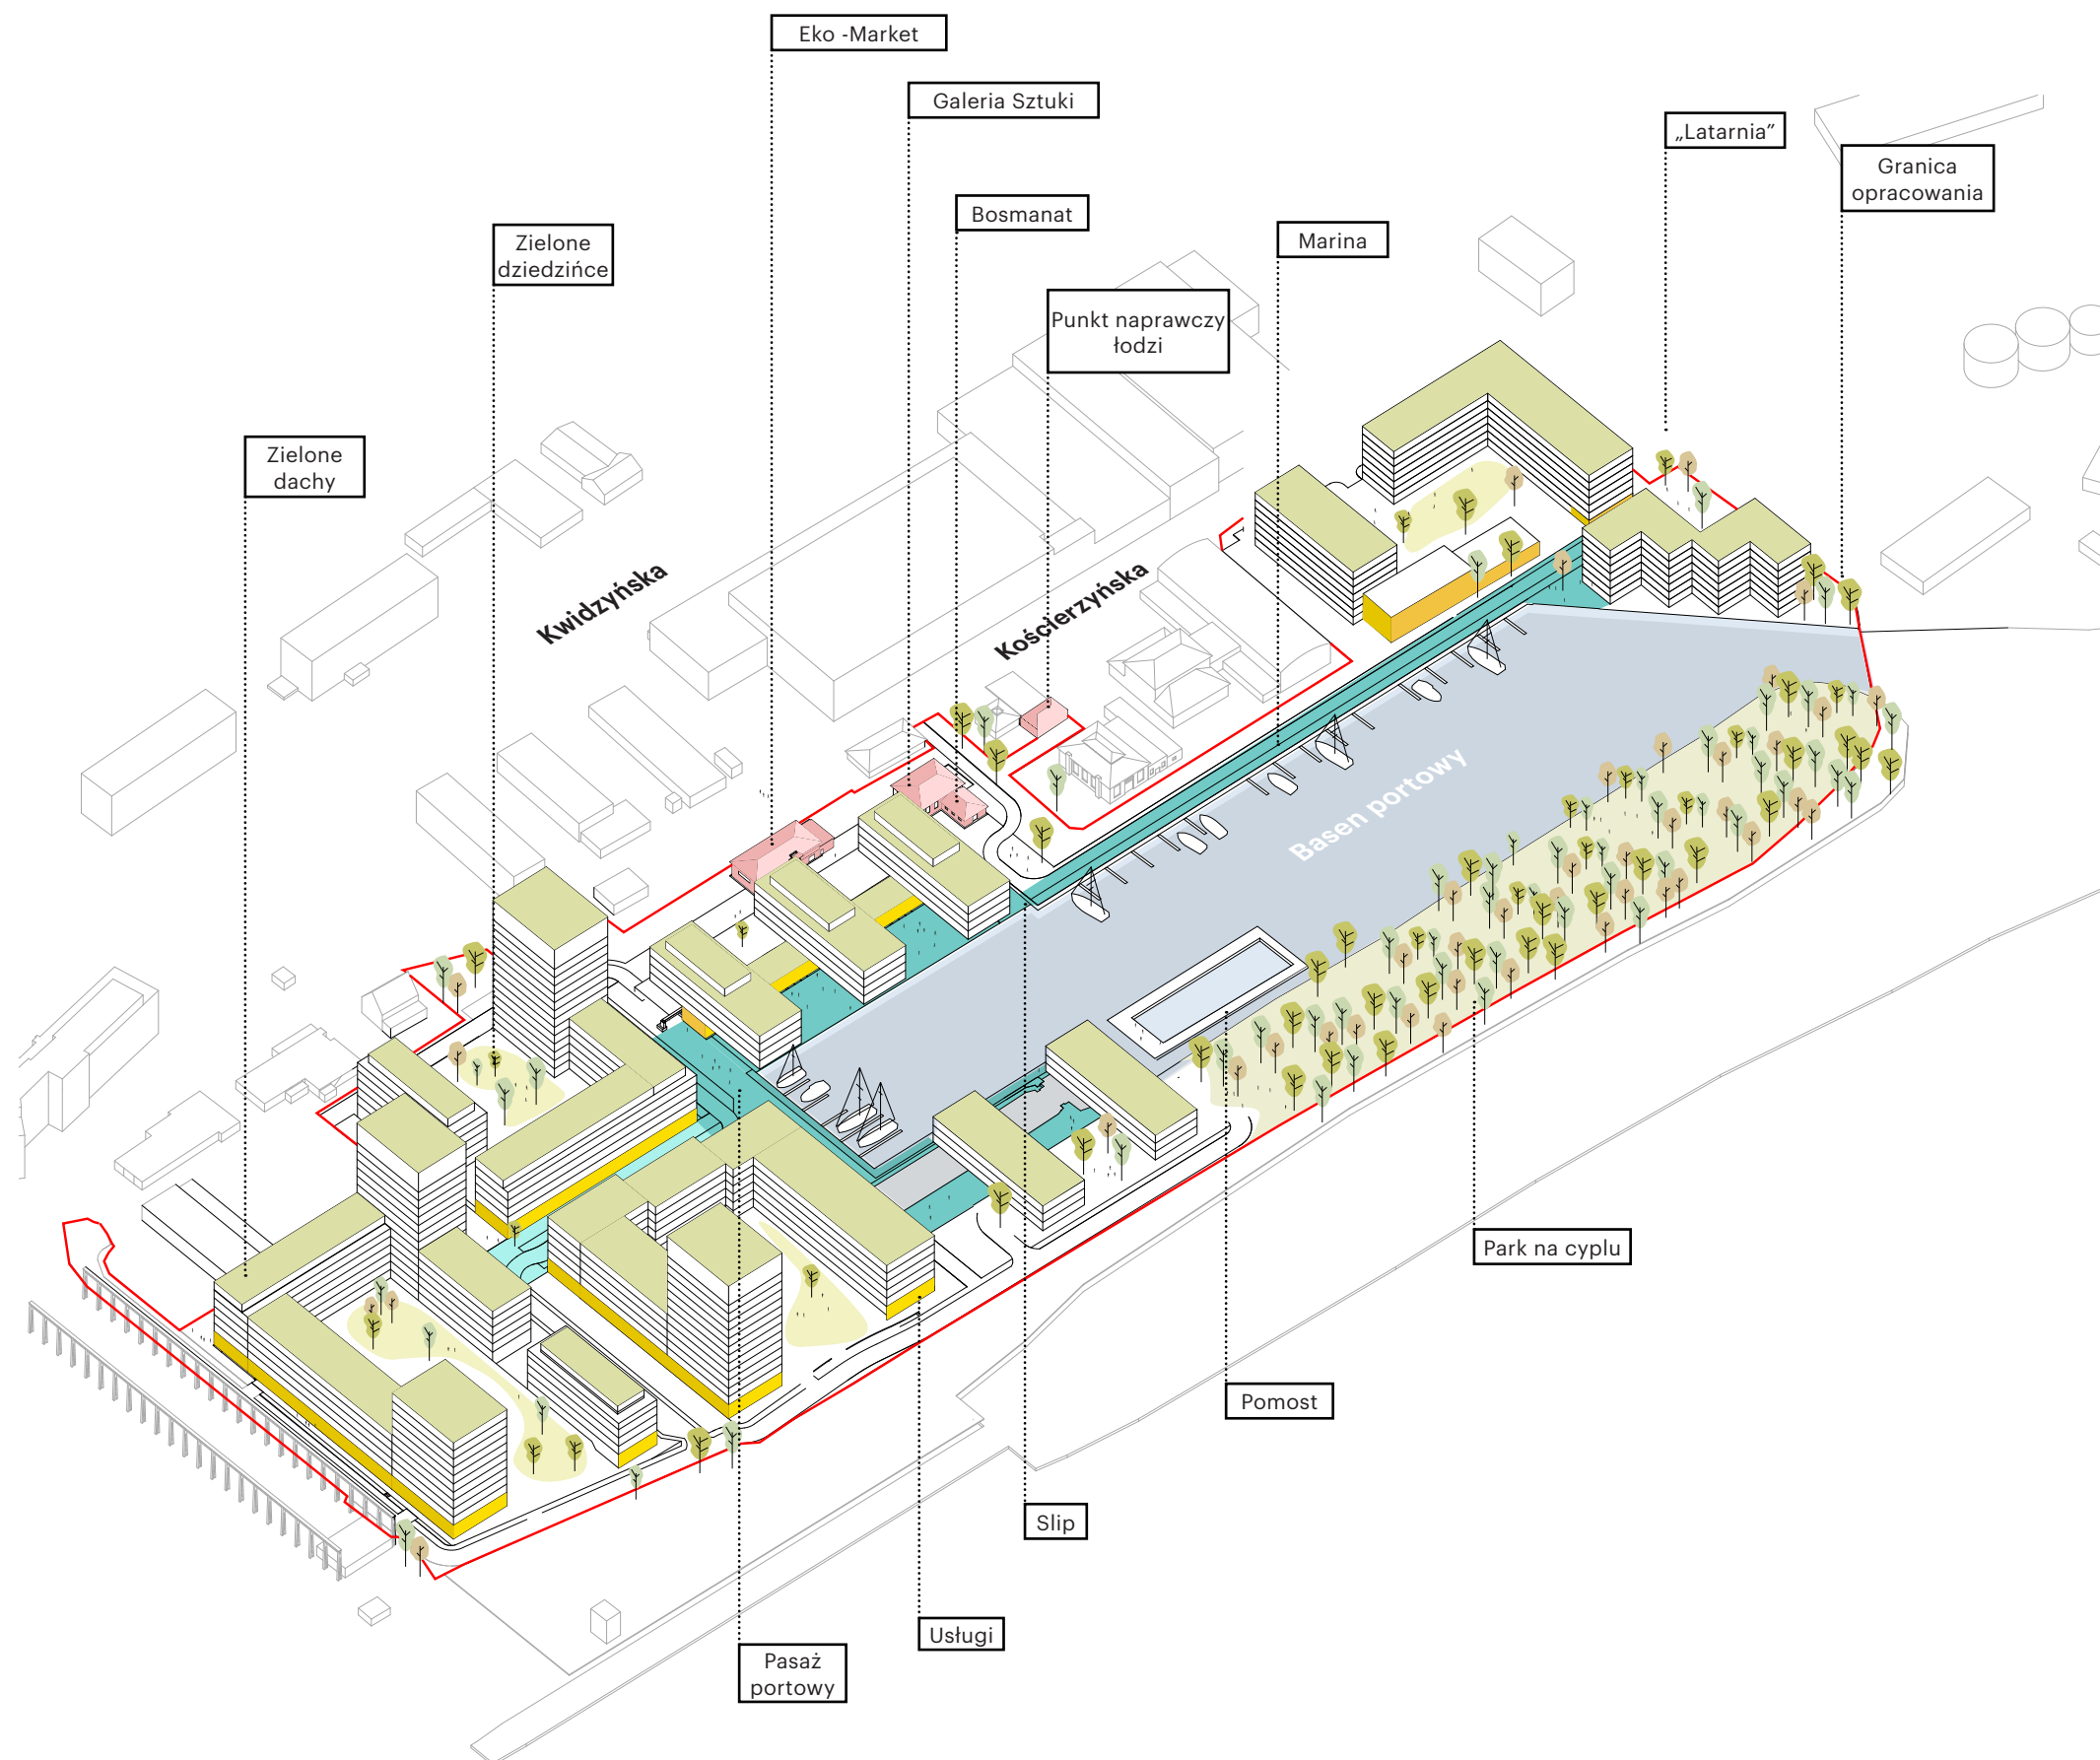 Eko -Market
Galeria Sztuki
„Latarnia”
Granica
opracowania
Bosmanat
Zielone
dziedzińce
Marina
Punkt naprawczy
łodzi
Zielone
dachy
Kwidzyńska
Kościerzyńska
Basen portowy
Park na cyplu
Pomost
Slip
Usługi
Pasaż
portowy